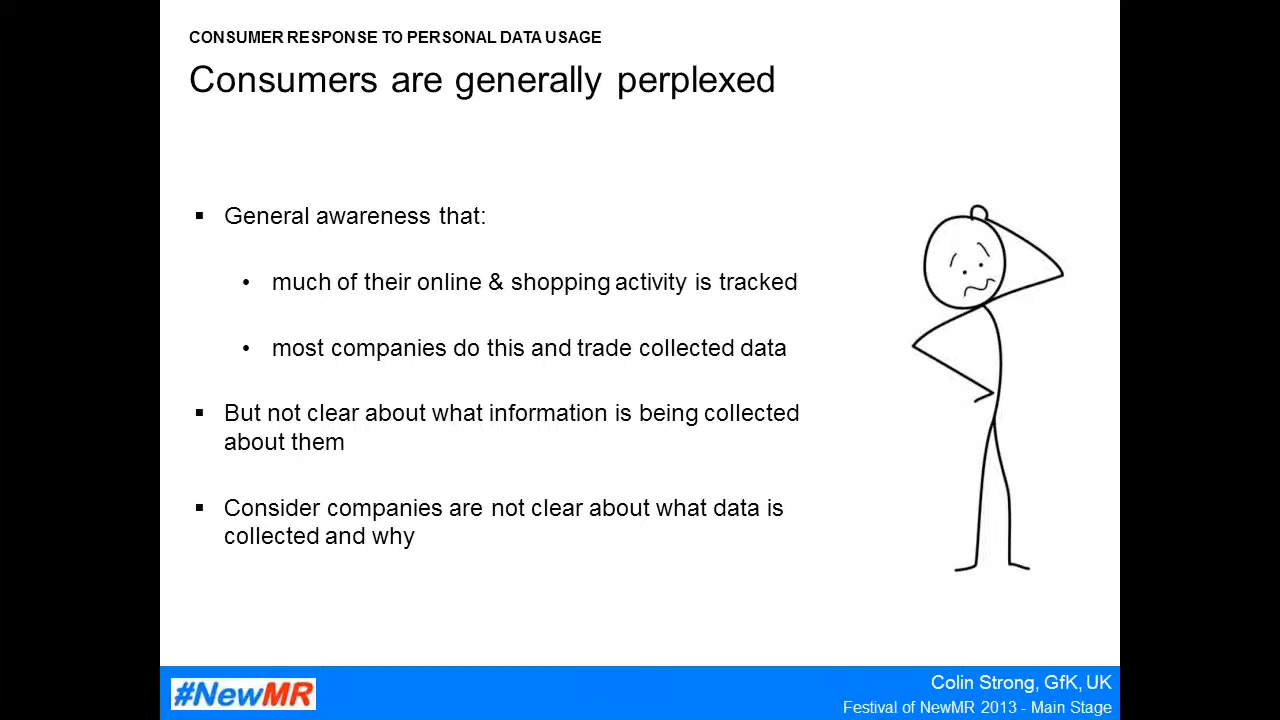 CONSUMER RESPONSE TO PERSONAL DATA USAGE
Consumers are generally perplexed
▪ General awareness that:
• much of their online & shopping activity is tracked
• most companies do this and trade collected data
▪ But not clear about what information is being collected
about them
▪ Consider companies are not clear about what data is
collected and why
#NewMR
Colin Strong, GfK, UK
Festival of NewMR 2013 - Main Stage